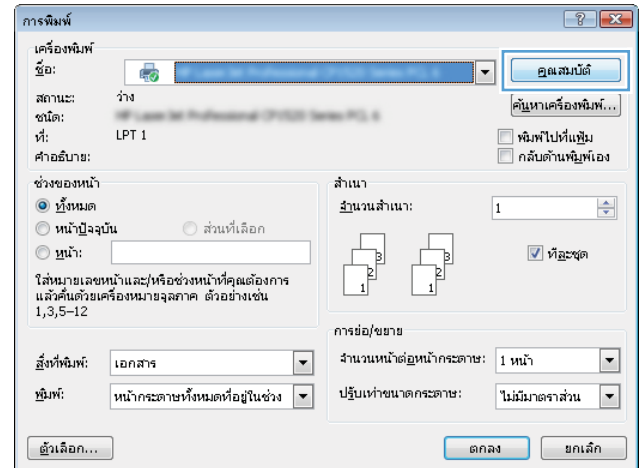 การพิมพ์
เครื่องพิมพ์
ชื่อ:
คุณสมบัติ
สถานะ: ว่าง
ค้นหาเครื่องพิมพ์...
ชนิด:
ที่: LPT 1
พิมพ์ไปที่แฟ้ม
คำอธิบาย:
กลับด้านพิมพ์เอง
ช่วงของหน้า
ทั้งหมด
หน้าปัจจุบัน ส่วนที่เลือก
หน้า:
ใส่หมายเลขหน้าและ/หรือช่วงหน้าที่คุณต้องการ
แล้วคั่นด้วยเครื่องหมายจุลภาค ตัวอย่างเช่น
1,3,5–12
สำเนา
จำนวนสำเนา: 1
3 3
2 2
1 1
ทีละชุด
สิ่งที่พิมพ์: เอกสาร
พิมพ์: หน้ากระดาษทั้งหมดที่อยู่ในช่วง
การย่อ/ขยาย
จำนวนหน้าต่อหน้ากระดาษ: 1 หน้า
ปรับเท่าขนาดกระดาษ: ไม่มีมาตราส่วน
ตัวเลือก... ตกลง ยกเลิก